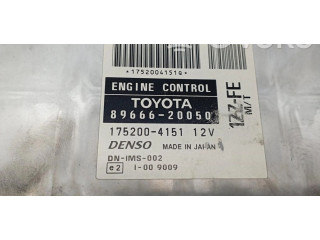 *17520041510*
ENGINE CONTROL
TOYOTA
89666-20050
175200-4151 12V
DENSO MADE IN JAPAN
DN-IMS-002
e2 I-00 9009
1ZZ-FE
M/T